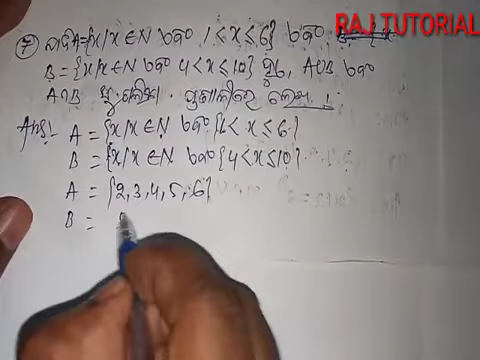 RAJ TUTORIAL
7) ଯଦି A={x/x∈N ଏବଂ 1<x≤6} ଏବଂ
B={x/x∈N ଏବଂ 4<x≤10} ହୁଏ, A∪B ଏବଂ
A∩B ପ୍ରଣାଳୀରେ ଲେଖ ।
Ans:
A = {x/x∈N ଏବଂ {1<x≤6}
B = {x/x∈N ଏବଂ {4<x≤10}
A = {2,3,4,5,6}
B =